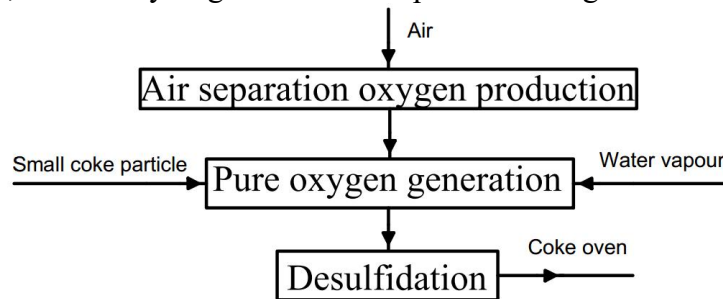 Air
Air separation oxygen production
Small coke particle
Pure oxygen generation
Water vapour
Coke oven
Desulfidation